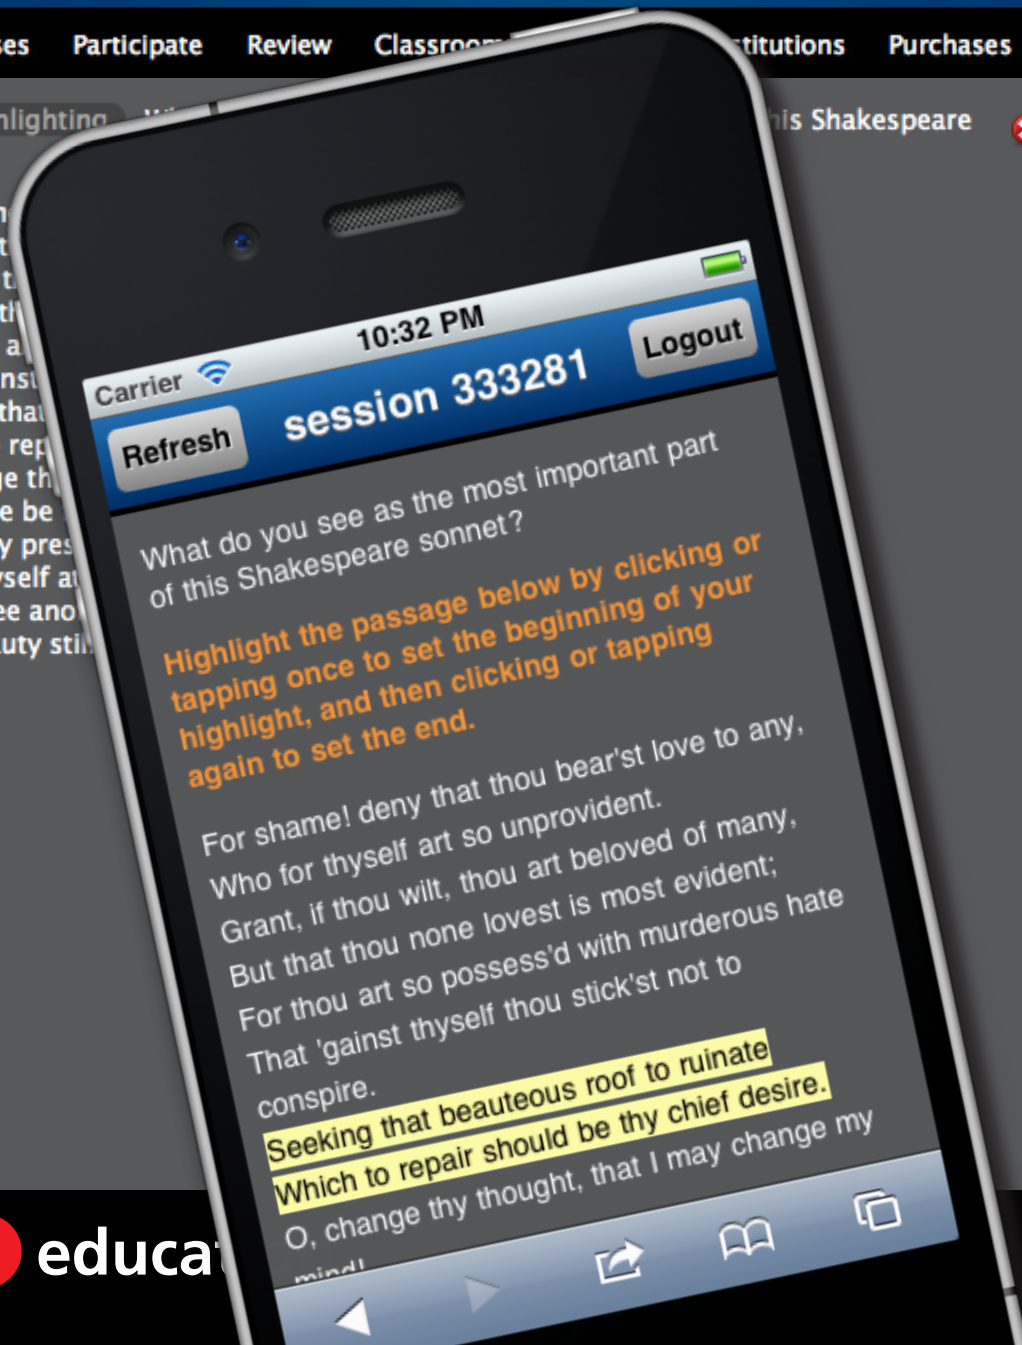 Participate
Review
Purchases
his Shakespeare
Carrier
10:32 PM
Refresh
session 333281
Logout
What do you see as the most important part
of this Shakespeare sonnet?
Highlight the passage below by clicking or
tapping once to set the beginning of your
highlight, and then clicking or tapping
again to set the end.
For shame! deny that thou bear'st love to any,
Who for thyself art so unprovident.
Grant, if thou wilt, thou art beloved of many,
But that thou none lovest is most evident;
For thou art so possess'd with murderous hate
That 'gainst thyself thou stick'st not to
conspire.
Seeking that beauteous roof to ruinate
Which to repair should be thy chief desire.
O, change thy thought, that I may change my
mind!
educat